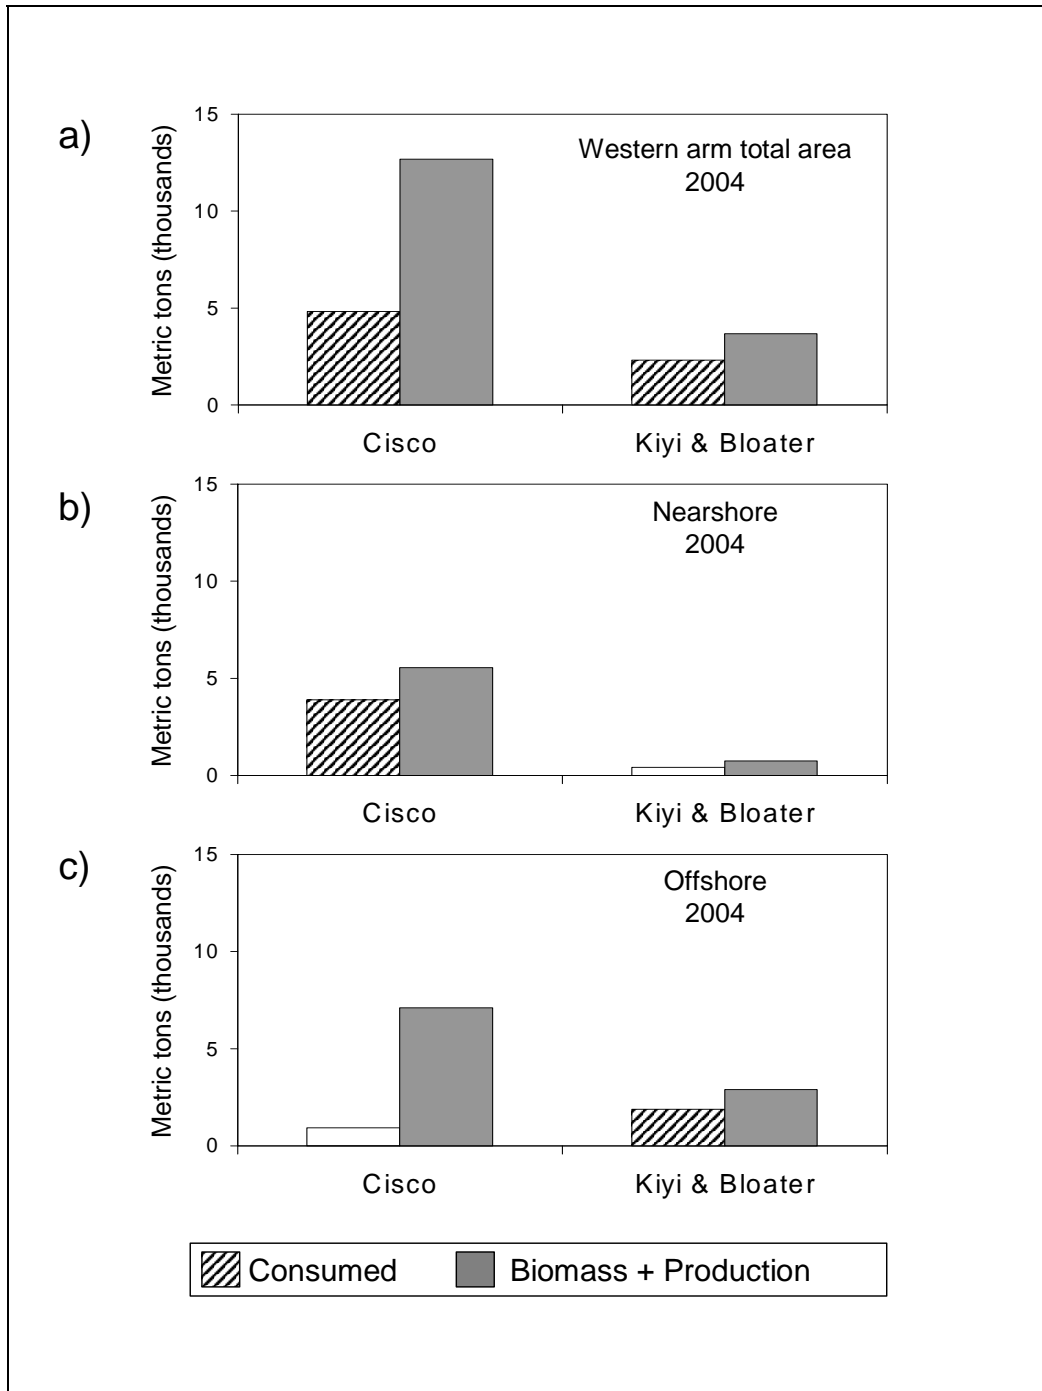 a)
Metric tons (thousands)
15
10
5
0
Western arm total area
2004
Cisco
Kiyi & Bloater
b)
Metric tons (thousands)
15
10
5
0
Nearshore
2004
Cisco
Kiyi & Bloater
c)
Metric tons (thousands)
15
10
5
0
Offshore
2004
Cisco
Kiyi & Bloater
Consumed
Biomass + Production